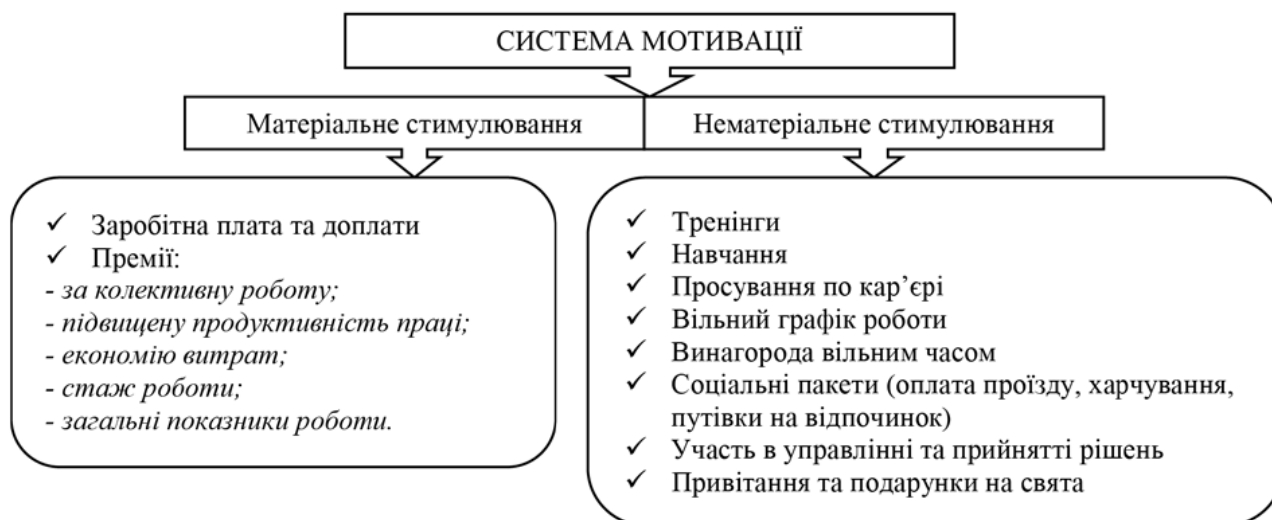 СИСТЕМА МОТИВАЦІЇ
Матеріальне стимулювання
Нематеріальне стимулювання
✓ Заробітна плата та доплати
✓ Премії:
- за колективну роботу;
- підвищену продуктивність праці;
- економію витрат;
- стаж роботи;
- загальні показники роботи.
✓ Тренінги
✓ Навчання
✓ Просування по кар’єрі
✓ Вільний графік роботи
✓ Винагорода вільним часом
✓ Соціальні пакети (оплата проїзду, харчування,
путівки на відпочинок)
✓ Участь в управлінні та прийнятті рішень
✓ Привітання та подарунки на свята